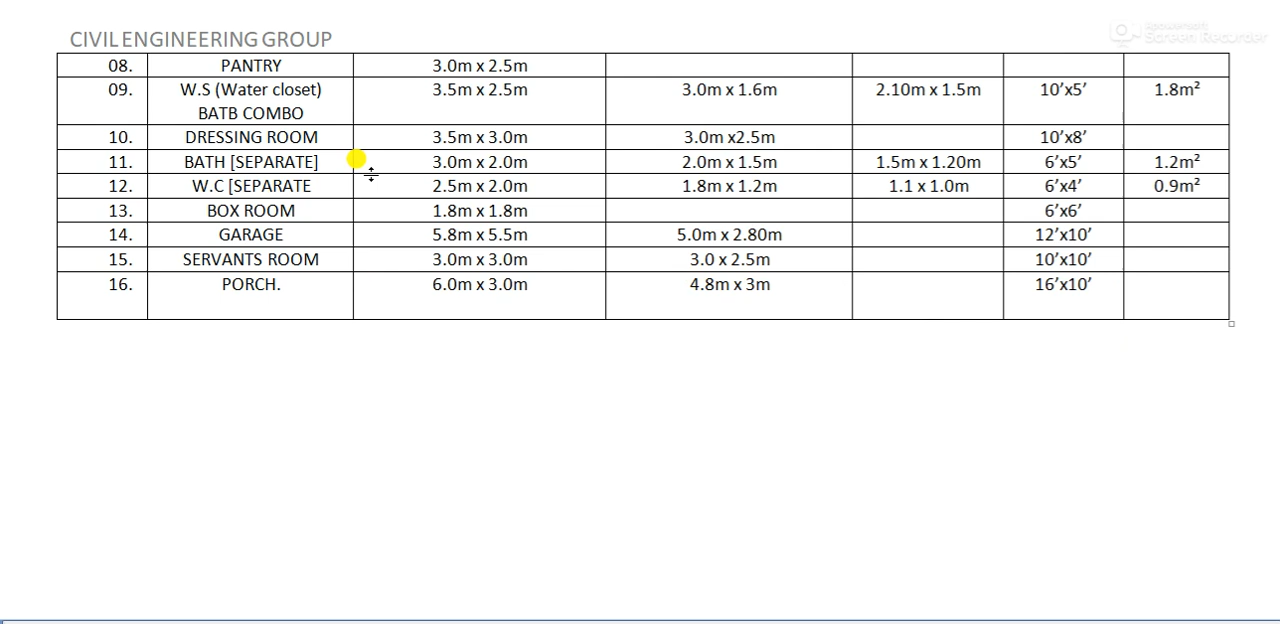 CIVIL ENGINEERING GROUP
Apowersoft
Screen Recorder
08. PANTRY 3.0m x 2.5m
09. W.S (Water closet) 3.5m x 2.5m 3.0m x 1.6m 2.10m x 1.5m 10'x5' 1.8m²
BATB COMBO
10. DRESSING ROOM 3.5m x 3.0m 3.0m x2.5m 10'x8'
11. BATH [SEPARATE] 3.0m x 2.0m 2.0m x 1.5m 1.5m x 1.20m 6'x5' 1.2m²
12. W.C [SEPARATE 2.5m x 2.0m 1.8m x 1.2m 1.1 x 1.0m 6'x4' 0.9m²
13. BOX ROOM 1.8m x 1.8m 6'x6'
14. GARAGE 5.8m x 5.5m 5.0m x 2.80m 12'x10'
15. SERVANTS ROOM 3.0m x 3.0m 3.0 x 2.5m 10'x10'
16. PORCH. 6.0m x 3.0m 4.8m x 3m 16'x10'